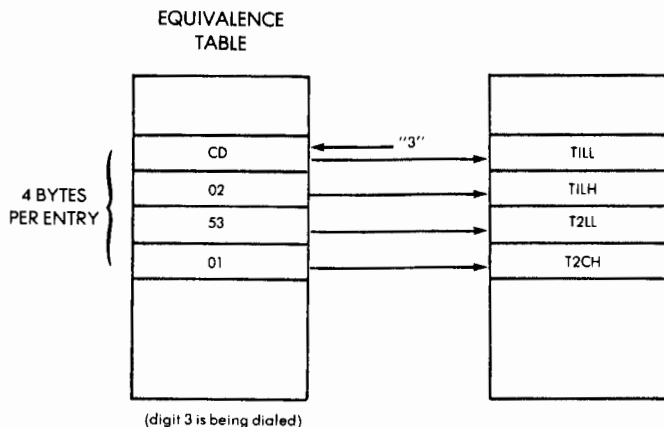 EQUIVALENCE
TABLE
"3"
CD
TILL
4 BYTES
PER ENTRY
02
TILH
53
T2LL
01
T2CH
(digit 3 is being dialed)